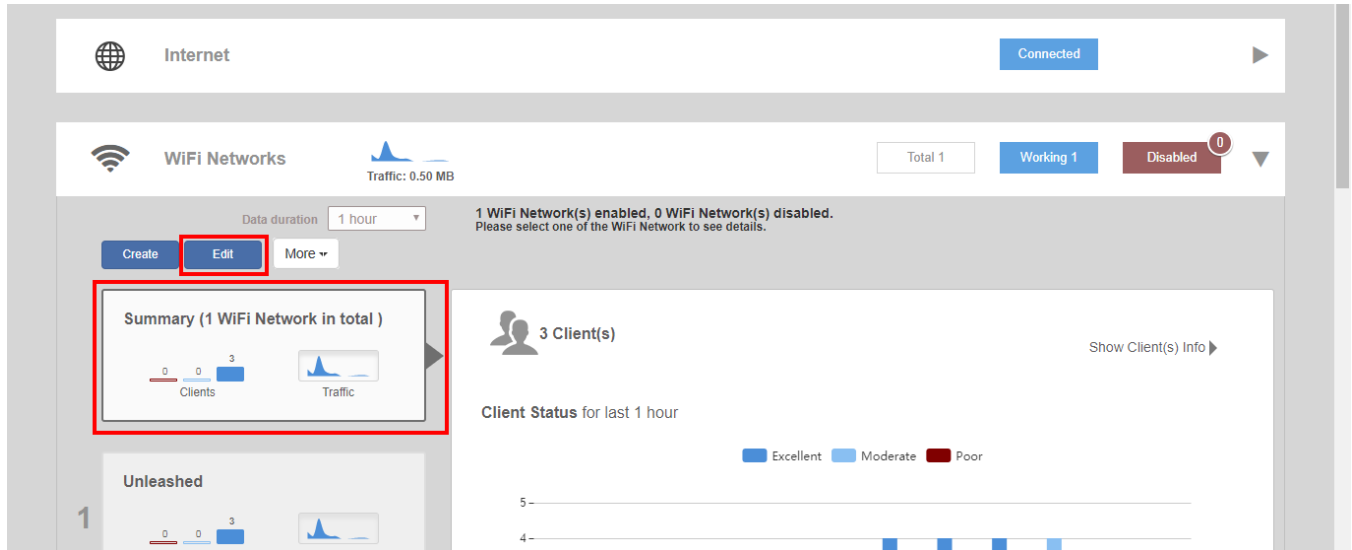 Internet
Connected
WiFi Networks
Traffic: 0.50 MB
Total 1
Working 1
Disabled
0
Data duration
1 hour
1 WiFi Network(s) enabled, 0 WiFi Network(s) disabled.
Please select one of the WiFi Network to see details.
Create
Edit
More
Summary (1 WiFi Network in total )
0 0 3
Clients
Traffic
3 Client(s)
Show Client(s) Info
Client Status for last 1 hour
Excellent Moderate Poor
Unleashed
1
0 0 3
5
4